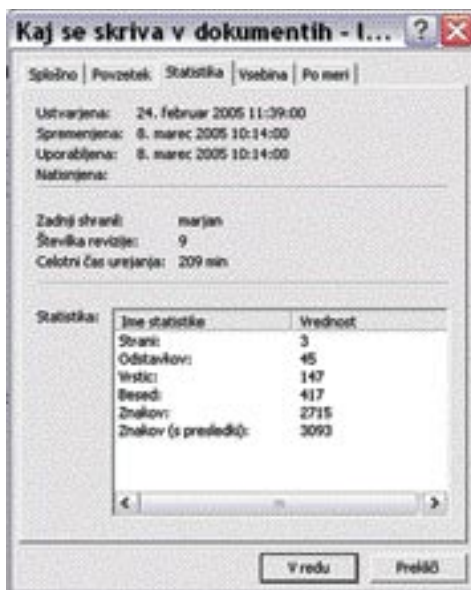 Kaj se skriva v dokumentih - I...
Splošno Povzetek Statistika Vsebina Po meri
Ustvarjena: 24. februar 2005 11:39:00
Spremenjena: 8. marec 2005 10:14:00
Uporabljena: 8. marec 2005 10:14:00
Natisnjena:
Zadnji shranil: marjan
Številka revizije: 9
Celotni čas urejanja: 209 min
Statistika:
Ime statistike Vrednost
Strani: 3
Odstavkov: 45
Vrstic: 147
Besed: 417
Znakov: 2715
Znakov (s presledki): 3093
V redu Prekliči